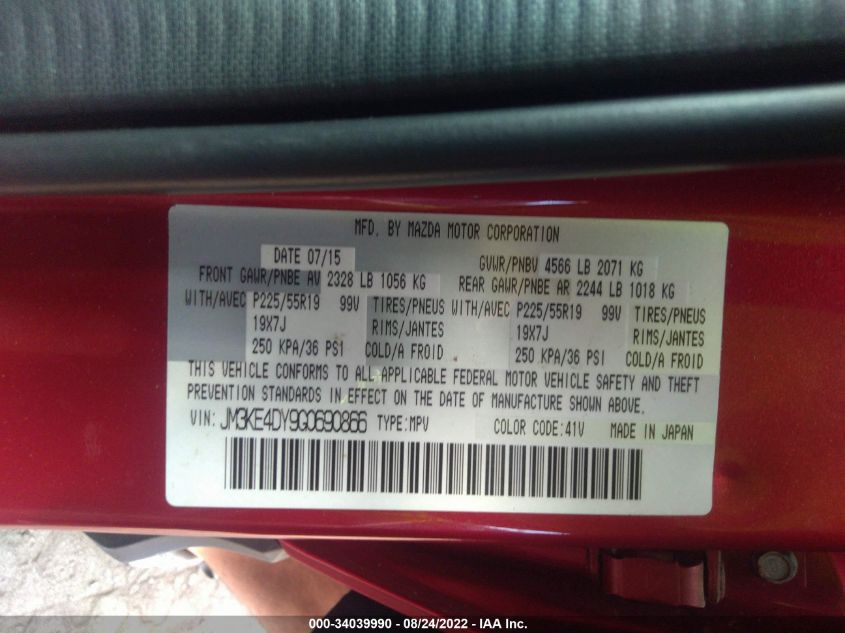 MFD. BY MAZDA MOTOR CORPORATION
DATE 07/15 GVWR/PNBV 4566 LB 2071 KG
FRONT GAWR/PNBE AV 2328 LB 1056 KG REAR GAWR/PNBE AR 2244 LB 1018 KG
WITH/AVEC P225/55R19 99V TIRES/PNEUS WITH/AVEC P225/55R19 99V TIRES/PNEUS
19X7J RIMS/JANTES 19X7J RIMS/JANTES
250 KPA/36 PSI COLD/A FROID 250 KPA/36 PSI COLD/A FROID
THIS VEHICLE CONFORMS TO ALL APPLICABLE FEDERAL MOTOR VEHICLE SAFETY AND THEFT
PREVENTION STANDARDS IN EFFECT ON THE DATE OF MANUFACTURE SHOWN ABOVE.
VIN: JM3KE4DY9G0690866 TYPE:MPV COLOR CODE:41V MADE IN JAPAN
000-34039990 - 08/24/2022 - IAA Inc.